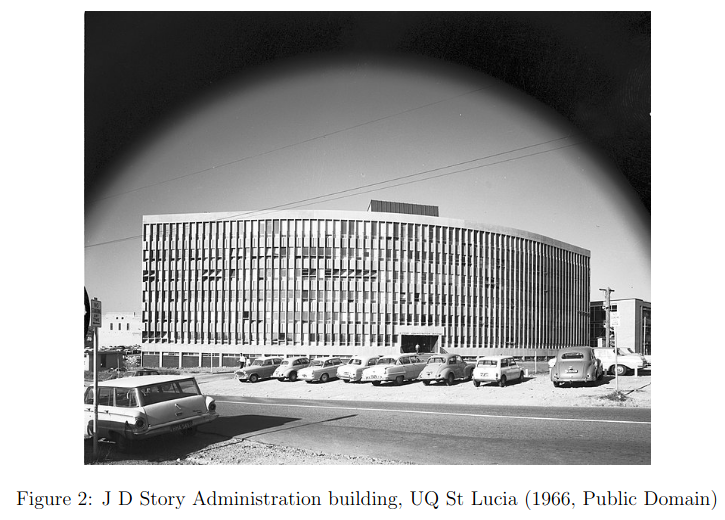 Figure 2: J D Story Administration building, UQ St Lucia (1966, Public Domain)